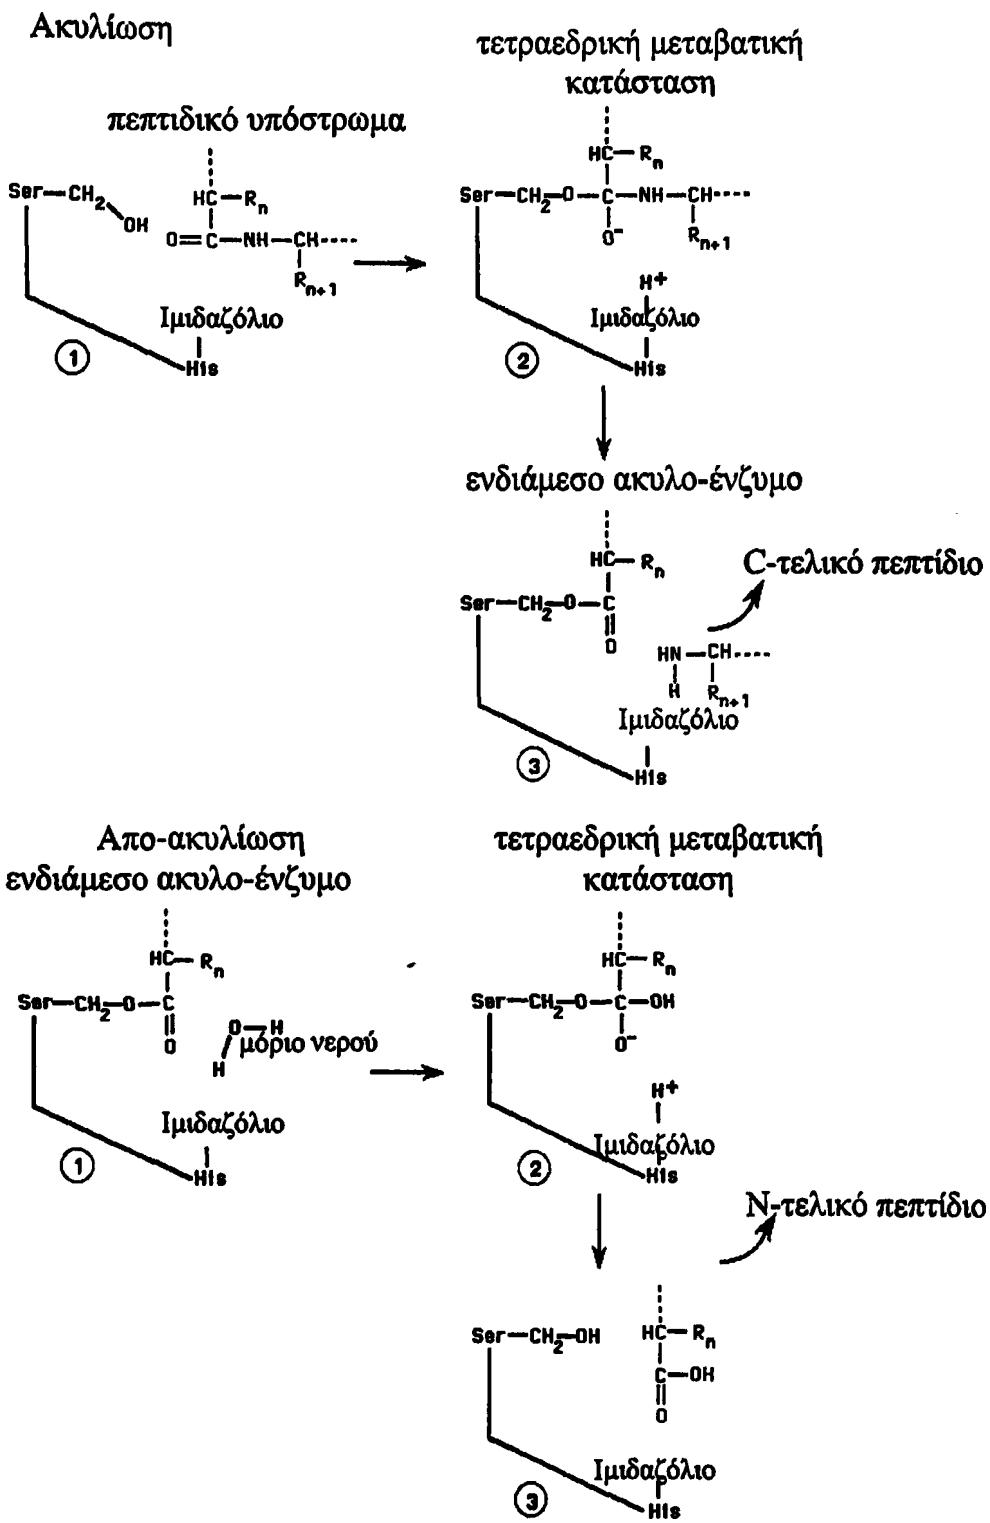 Ακυλίωση
τετραεδρική μεταβατική
κατάσταση
πεπτιδικό υπόστρωμα
HC—Rn
Ser—CH2
OH
O=C—NH—CH
Rn+1
Ιμιδαζόλιο
His
1
HC—Rn
Ser—CH2—O—C—NH—CH
O-
Rn+1
H+
Ιμιδαζόλιο
His
2
ενδιάμεσο ακυλο-ένζυμο
HC—Rn
Ser—CH2—O—C
O
C-τελικό πεπτίδιο
HN—CH
H
Rn+1
Ιμιδαζόλιο
His
3
Απο-ακυλίωση
ενδιάμεσο ακυλο-ένζυμο
HC—Rn
Ser—CH2—O—C
O
O—H
H
μόριο νερού
Ιμιδαζόλιο
His
1
τετραεδρική μεταβατική
κατάσταση
HC—Rn
Ser—CH2—O—C—OH
O-
H+
Ιμιδαζόλιο
His
2
N-τελικό πεπτίδιο
Ser—CH2—OH
HC—Rn
C—OH
O
Ιμιδαζόλιο
His
3